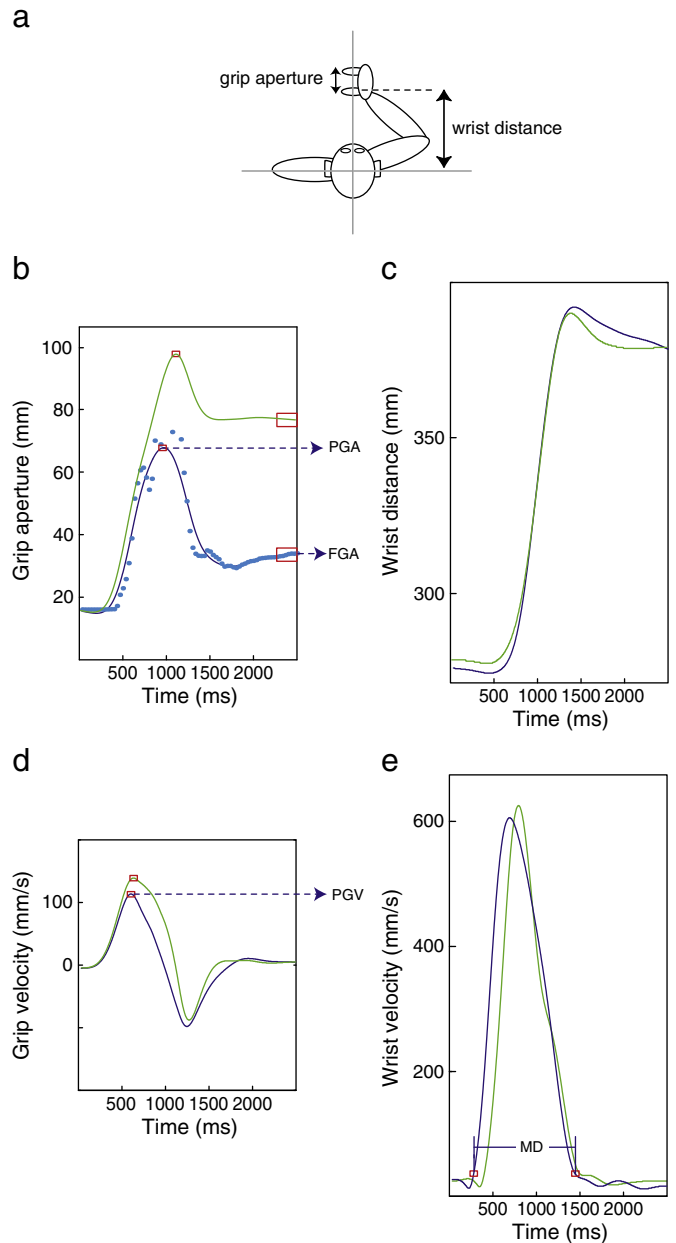 a
grip aperture
wrist distance
b
Grip aperture (mm)
100
80
60
40
20
PGA
FGA
500 1000 1500 2000
Time (ms)
c
Wrist distance (mm)
350
300
500 1000 1500 2000
Time (ms)
d
Grip velocity (mm/s)
100
0
PGV
500 1000 1500 2000
Time (ms)
e
Wrist velocity (mm/s)
600
400
200
MD
500 1000 1500 2000
Time (ms)